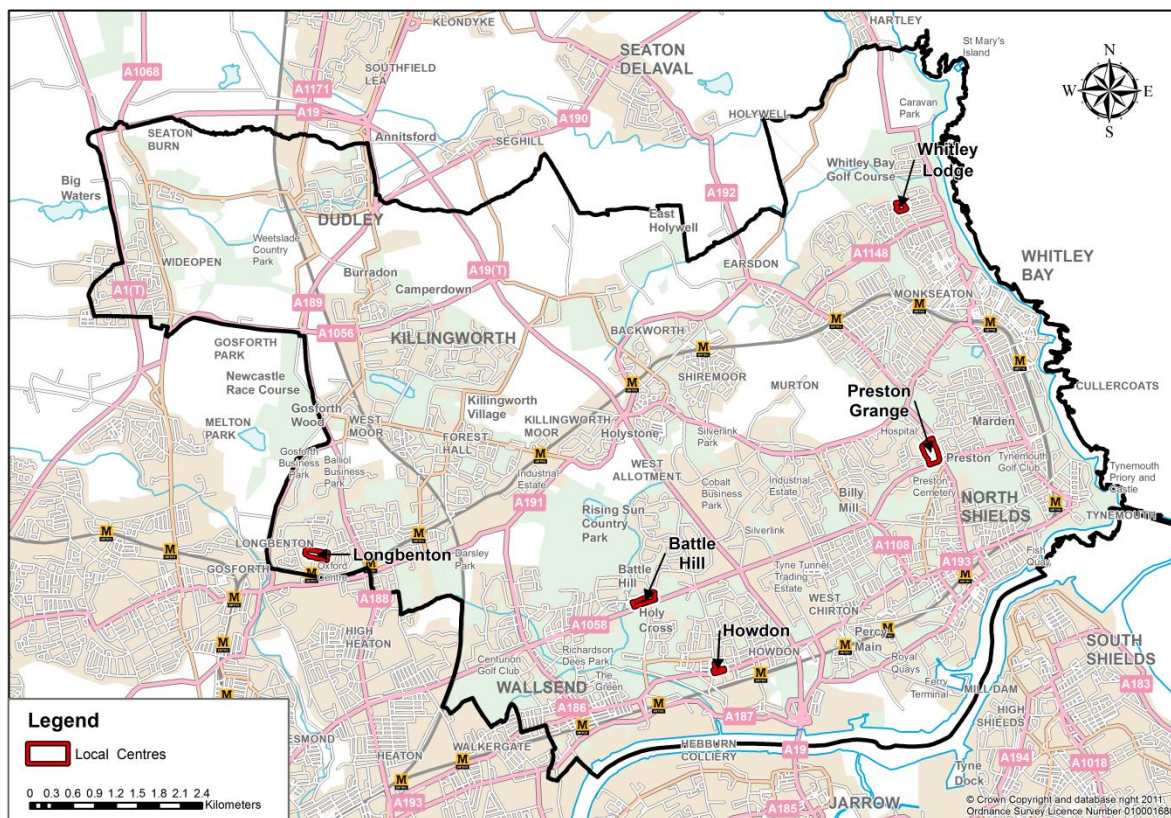 HARTLEY
KLONDYKE
St Mary's
Island
SEATON
DELAVAL
N
W
E
S
A1068
SOUTHFIELD
LEA
A1171
A19
A190
Caravan
Park
HOLYWELL
SEATON
BURN
Annitsford
SEGHILL
Whitley
Lodge
Whitley Bay
Golf Course
Big
Waters
A192
DUDLEY
East
Holywell
Weetslade
Country
Park
WIDEOPEN
A1148
WHITLEY
BAY
Burradon
A19(T)
EARSDON
A1(T)
A189
Camperdown
MONKSEATON
A1056
KILLINGWORTH
BACKWORTH
GOSFORTH
PARK
SHIREMOOR
MURTON
CULLERCOATS
Newcastle
Race Course
Preston
Grange
Killingworth
Village
Gosforth
Wood
MELTON
PARK
WEST
MOOR
KILLINGWORTH
MOOR
Silverlink
Park
Hospital
Marden
FOREST
HALL
Holystone
Gosforth
Business
Park
Balliol
Business
Park
WEST
ALLOTMENT
Preston
Tynemouth
Golf Club
Tynemouth
Priory and
Castle
Industrial
Estate
Cobalt
Business
Park
Industrial
Estate
Preston
Cemetery
Billy
Mill
NORTH
SHIELDS
A191
Rising Sun
Country
Park
TYNEMOUTH
Silverlink
LONGBENTON
Longbenton
Battle
Hill
A1108
A193
Fish
Quay
GOSFORTH
Oxford
Centre
Darsley
Park
Battle
Hill
Tyne Tunnel
Trading
Estate
A188
WEST
CHIRTON
A1058
Holy
Cross
Howdon
HIGH
HEATON
HOWDON
Percy
Main
SOUTH
SHIELDS
Richardson
Dees Park
Centurion
Golf Club
The
Green
Royal
Quays
Ferry
Terminal
A183
WALLSEND
MILL DAM
A186
A187
HIGH
SHIELDS
Legend
Local Centres
HEATON
WALKERGATE
HEBBURN
COLLIERY
A19
A194
A1018
Tyne
Dock
A193
A185
JARROW
0 0.3 0.6 0.9 1.2 1.5 1.8 2.1 2.4
Kilometers
© Crown Copyright and database right 2011.
Ordnance Survey Licence Number